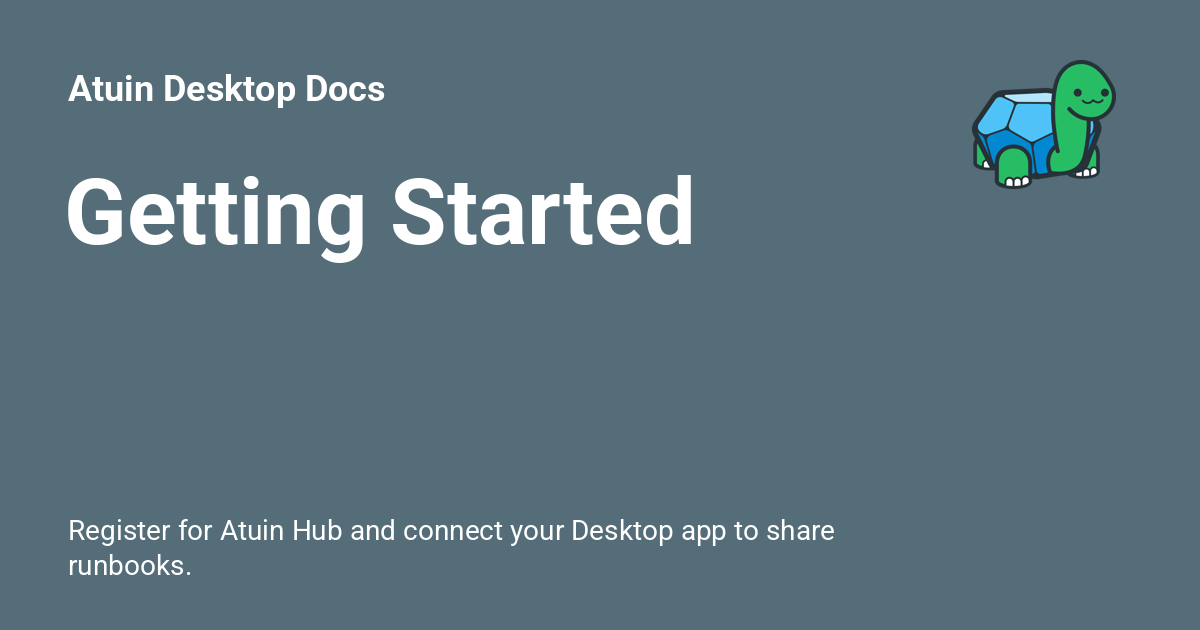 Atuin Desktop Docs
Getting Started
Register for Atuin Hub and connect your Desktop app to share
runbooks.